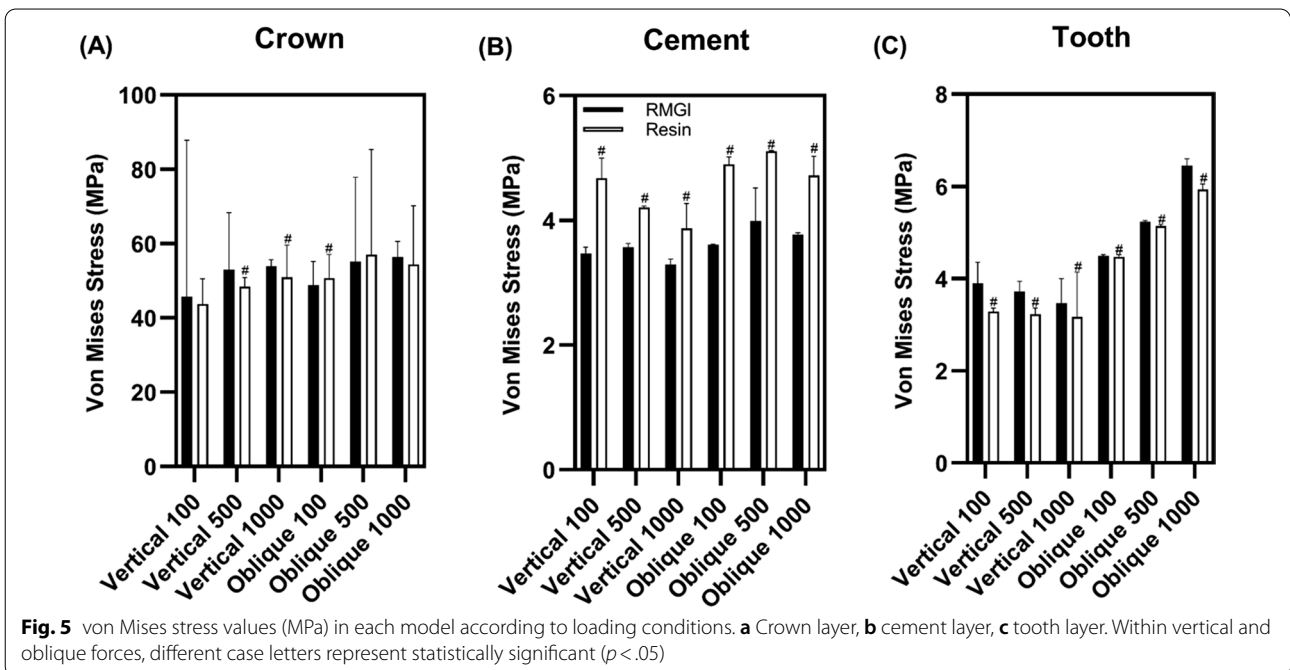 (A) Crown
Von Mises Stress (MPa)
100
80
60
40
20
0
#
#
#
Vertical 100
Vertical 500
Vertical 1000
Oblique 100
Oblique 500
Oblique 1000
(B) Cement
Von Mises Stress (MPa)
6
4
2
0
RMGI
Resin
#
#
#
#
#
#
Vertical 100
Vertical 500
Vertical 1000
Oblique 100
Oblique 500
Oblique 1000
(C) Tooth
Von Mises Stress (MPa)
8
6
4
2
0
#
#
#
#
#
#
Vertical 100
Vertical 500
Vertical 1000
Oblique 100
Oblique 500
Oblique 1000
Fig. 5 von Mises stress values (MPa) in each model according to loading conditions. a Crown layer, b cement layer, c tooth layer. Within vertical and
oblique forces, different case letters represent statistically significant (p < .05)